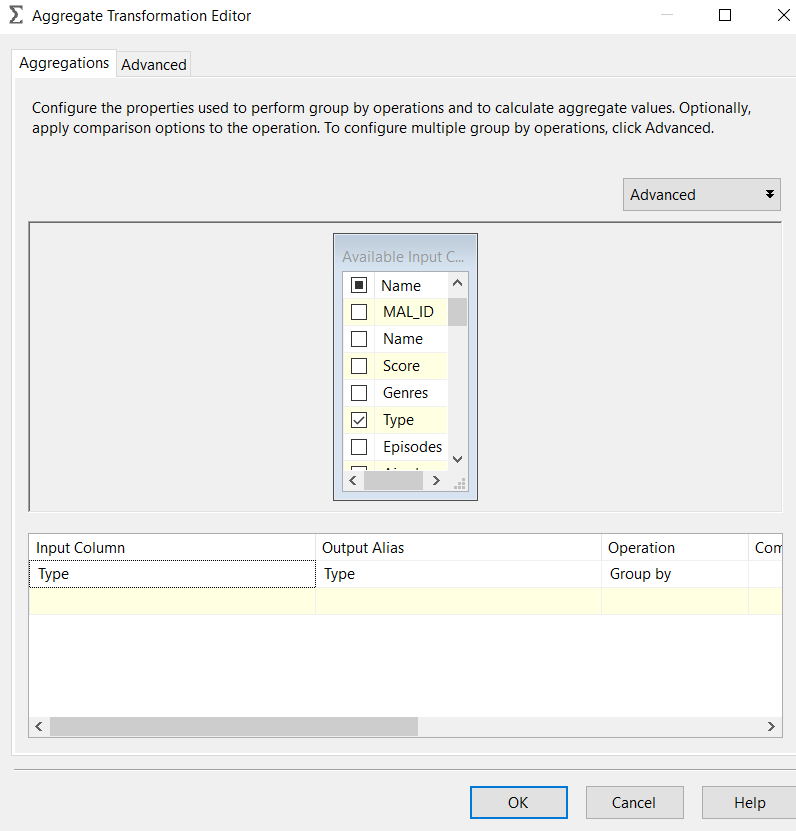 Aggregate Transformation Editor
Aggregations
Advanced
Configure the properties used to perform group by operations and to calculate aggregate values. Optionally,
apply comparison options to the operation. To configure multiple group by operations, click Advanced.
Advanced
Available Input C...
Name
MAL_ID
Name
Score
Genres
Type
Episodes
Input Column Output Alias Operation Com
Type Type Group by
OK Cancel Help